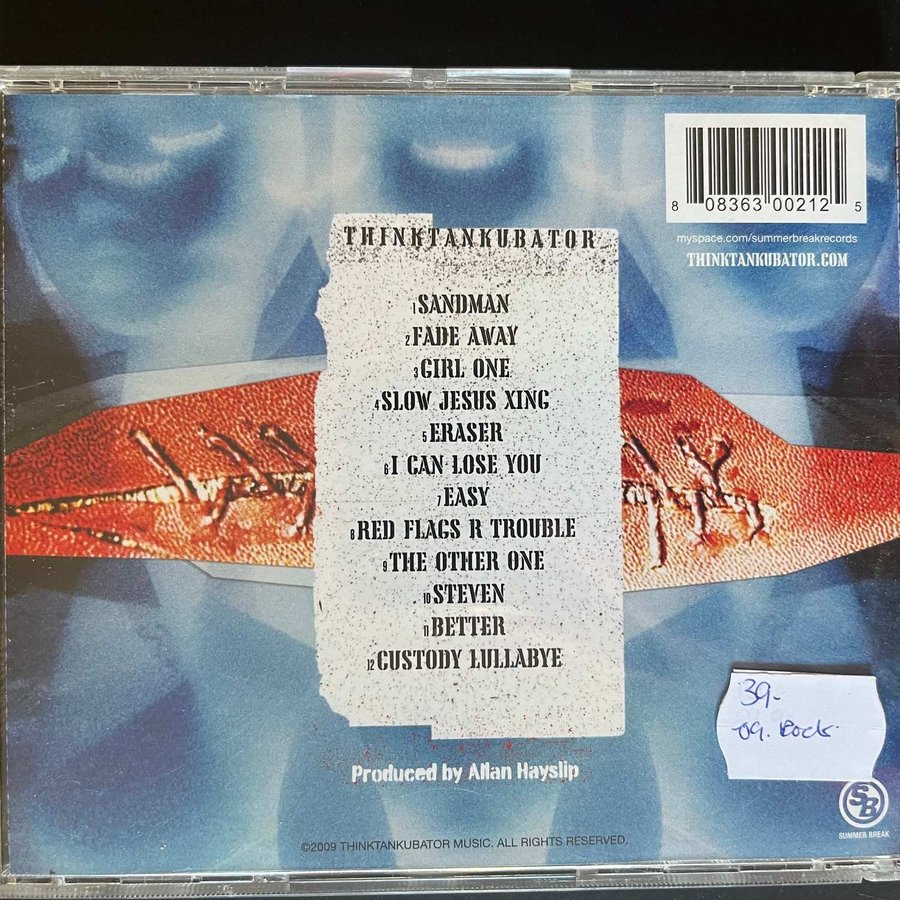 8 08363 00212 5
myspace.com/summerbreakrecords
THINKTANKUBATOR.COM
THINKTANKUBATOR
1 SANDMAN
2 FADE AWAY
3 GIRL ONE
4 SLOW JESUS XING
5 ERASER
6 I CAN LOSE YOU
7 EASY
8 RED FLAGS R TROUBLE
9 THE OTHER ONE
10 STEVEN
11 BETTER
12 CUSTODY LULLABYE
39.-
09. Rock.
Produced by Allan Hayslip
SB
SUMMER BREAK
©2009 THINKTANKUBATOR MUSIC. ALL RIGHTS RESERVED.